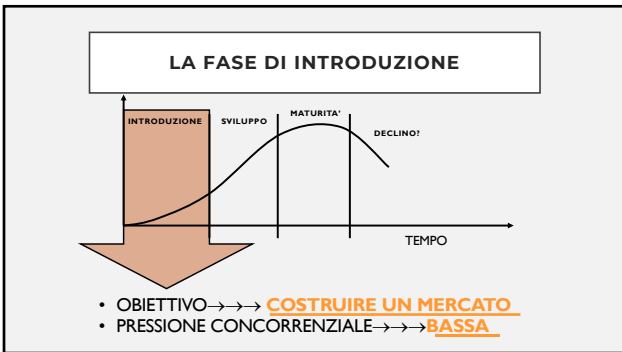 LA FASE DI INTRODUZIONE
INTRODUZIONE
SVILUPPO
MATURITA'
DECLINO?
TEMPO
• OBIETTIVO→→→ COSTRUIRE UN MERCATO
• PRESSIONE CONCORRENZIALE→→→BASSA